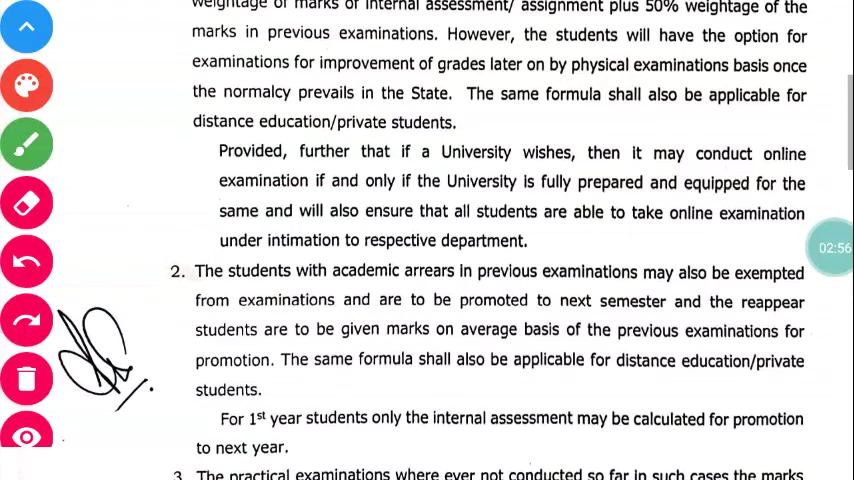 weightage of marks of internal assessment/ assignment plus 50% weightage of the
marks in previous examinations. However, the students will have the option for
examinations for improvement of grades later on by physical examinations basis once
the normalcy prevails in the State. The same formula shall also be applicable for
distance education/private students.
Provided, further that if a University wishes, then it may conduct online
examination if and only if the University is fully prepared and equipped for the
same and will also ensure that all students are able to take online examination
under intimation to respective department.
02:56
2. The students with academic arrears in previous examinations may also be exempted
from examinations and are to be promoted to next semester and the reappear
students are to be given marks on average basis of the previous examinations for
promotion. The same formula shall also be applicable for distance education/private
students.
For 1st year students only the internal assessment may be calculated for promotion
to next year.
3. The practical examinations where ever not conducted so far in such cases the marks